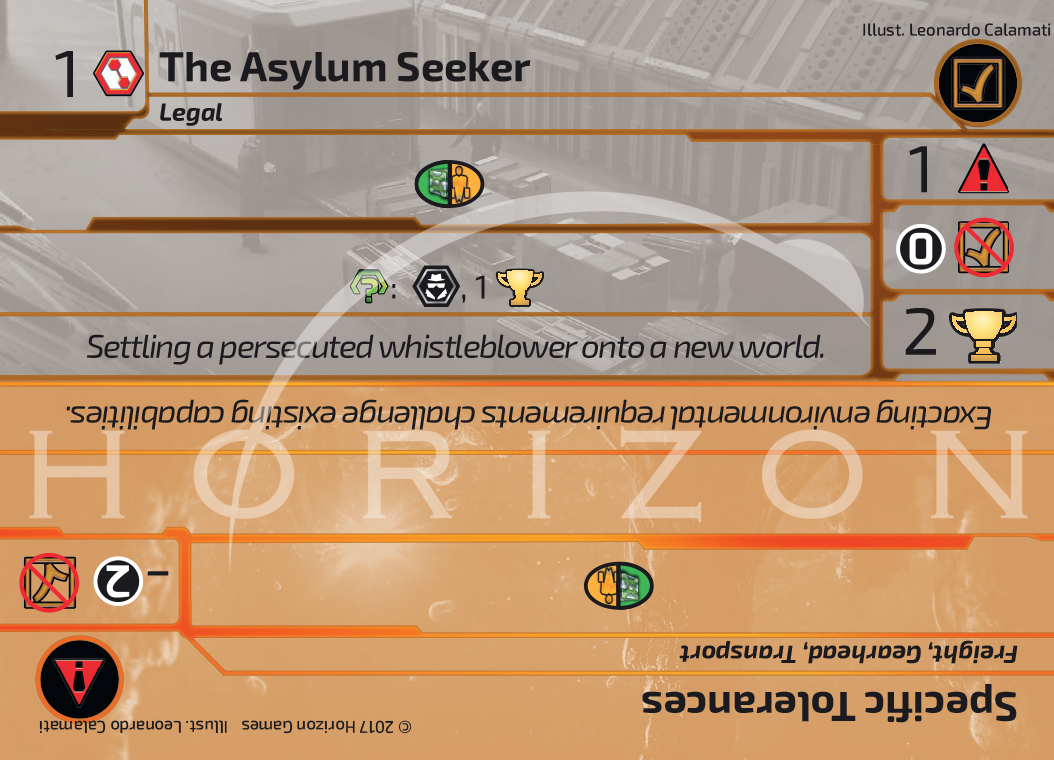 Illust. Leonardo Calamati
1 The Asylum Seeker
Legal
1
0
: , 1
2
Settling a persecuted whistleblower onto a new world.
Exacting environmental requirements challenge existing capabilities.
HORIZON
–2
Freight, Gearhead, Transport
Specific Tolerances
© 2017 Horizon Games Illust. Leonardo Calamati